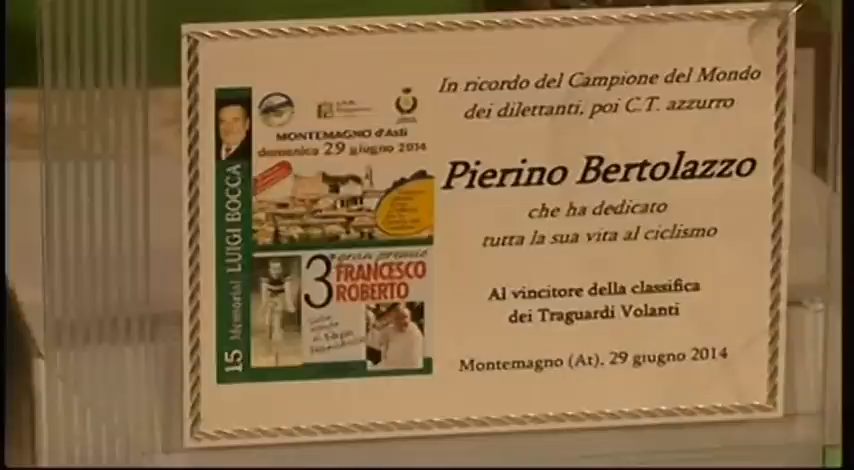 15 Memorial LUIGI BOCCA
MONTEMAGNO d'Asti
domenica 29 giugno 2014
3° gran premio
FRANCESCO
ROBERTO
In ricordo del Campione del Mondo
dei dilettanti, poi C.T. azzurro
Pierino Bertolazzo
che ha dedicato
tutta la sua vita al ciclismo
Al vincitore della classifica
dei Traguardi Volanti
Montemagno (At), 29 giugno 2014